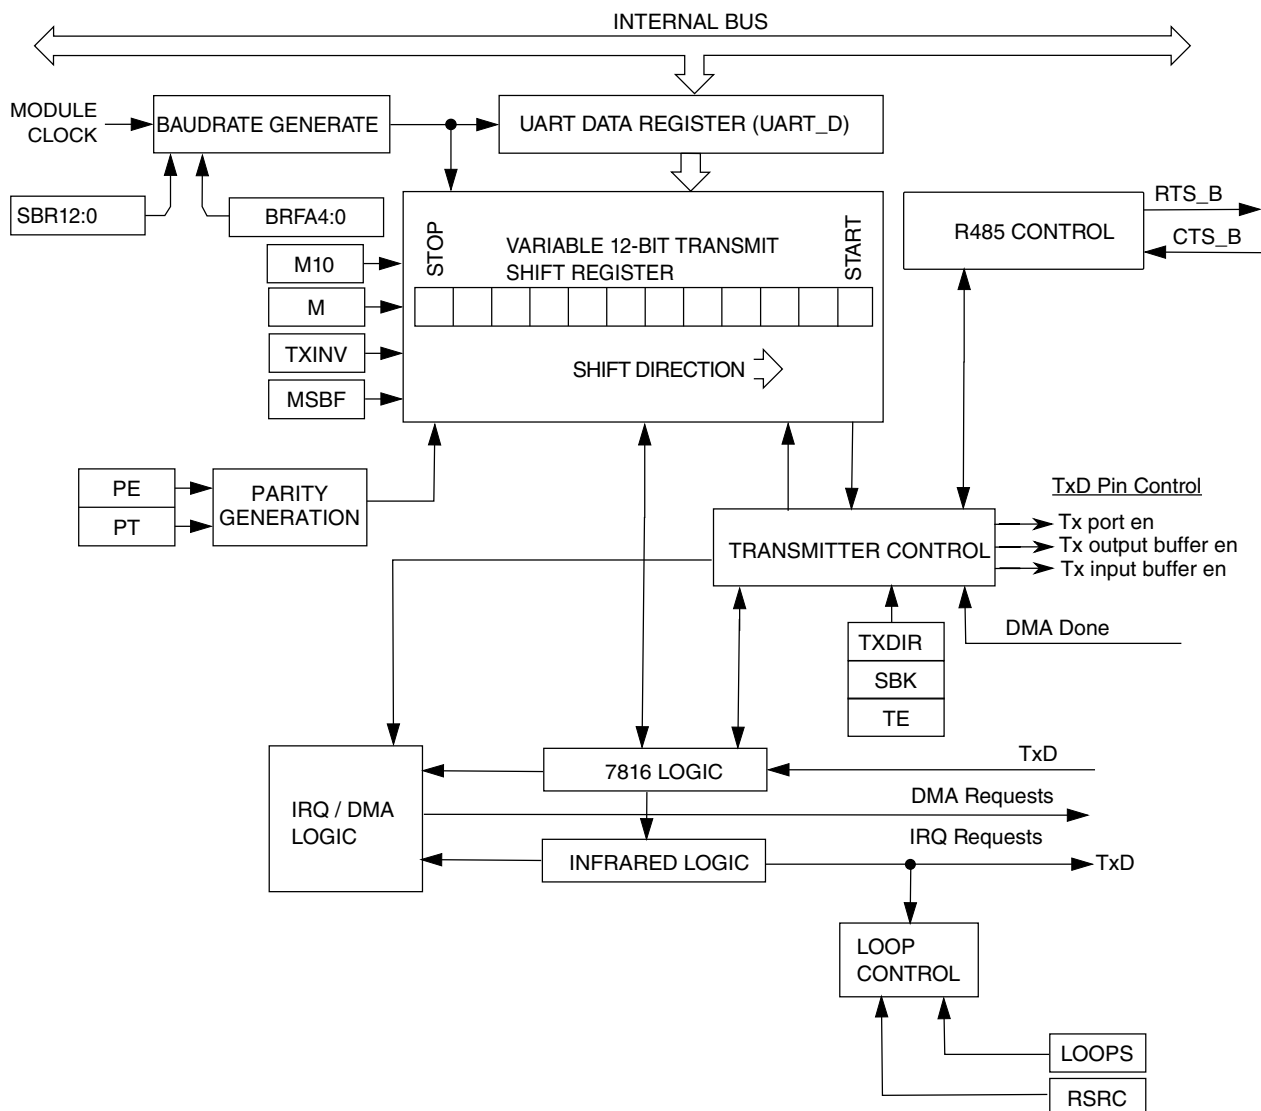 INTERNAL BUS
MODULE
CLOCK
BAUDRATE GENERATE
UART DATA REGISTER (UART_D)
SBR12:0
BRFA4:0
RTS_B
R485 CONTROL
CTS_B
STOP
VARIABLE 12-BIT TRANSMIT
SHIFT REGISTER
START
M10
M
TXINV
SHIFT DIRECTION
MSBF
PE
PT
PARITY
GENERATION
TxD Pin Control
Tx port en
TRANSMITTER CONTROL
Tx output buffer en
Tx input buffer en
DMA Done
TXDIR
SBK
TE
7816 LOGIC
TxD
IRQ / DMA
LOGIC
DMA Requests
IRQ Requests
INFRARED LOGIC
TxD
LOOP
CONTROL
LOOPS
RSRC